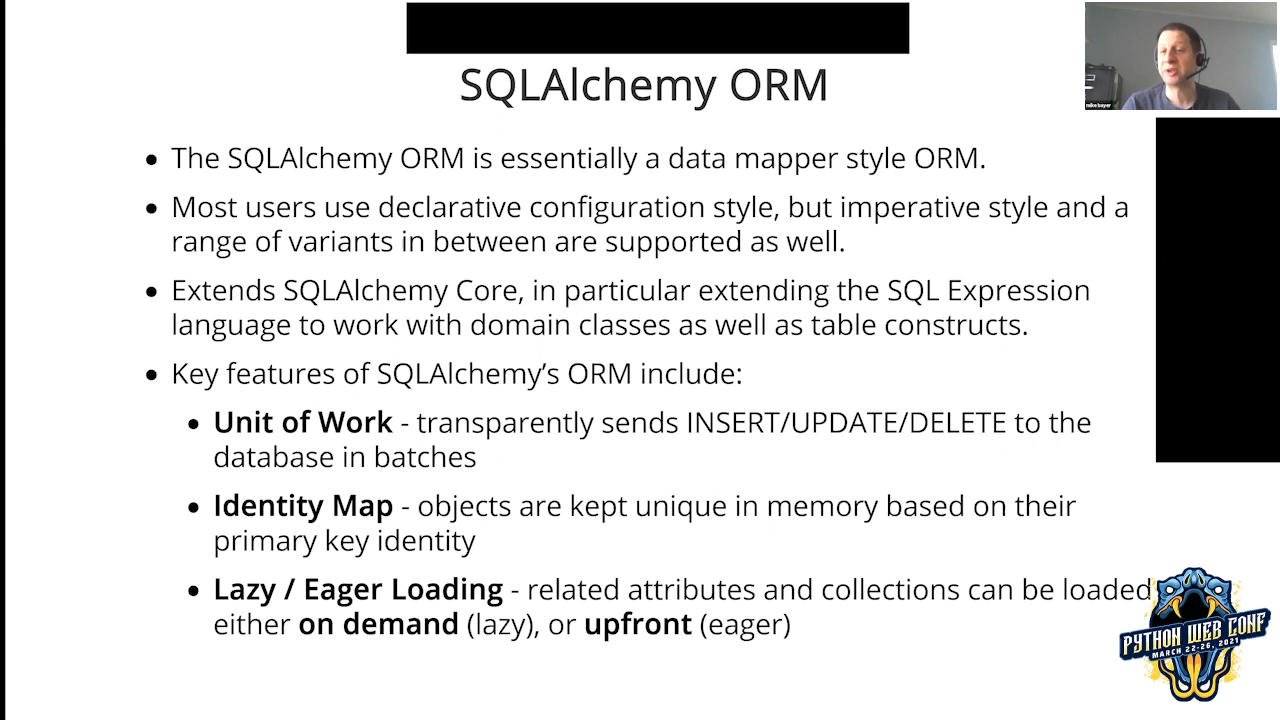 mike bayer
SQLAlchemy ORM
• The SQLAlchemy ORM is essentially a data mapper style ORM.
• Most users use declarative configuration style, but imperative style and a
range of variants in between are supported as well.
• Extends SQLAlchemy Core, in particular extending the SQL Expression
language to work with domain classes as well as table constructs.
• Key features of SQLAlchemy’s ORM include:
• Unit of Work - transparently sends INSERT/UPDATE/DELETE to the
database in batches
• Identity Map - objects are kept unique in memory based on their
primary key identity
• Lazy / Eager Loading - related attributes and collections can be loaded
either on demand (lazy), or upfront (eager)
PYTHON WEB CONF
MARCH 22-26, 2021